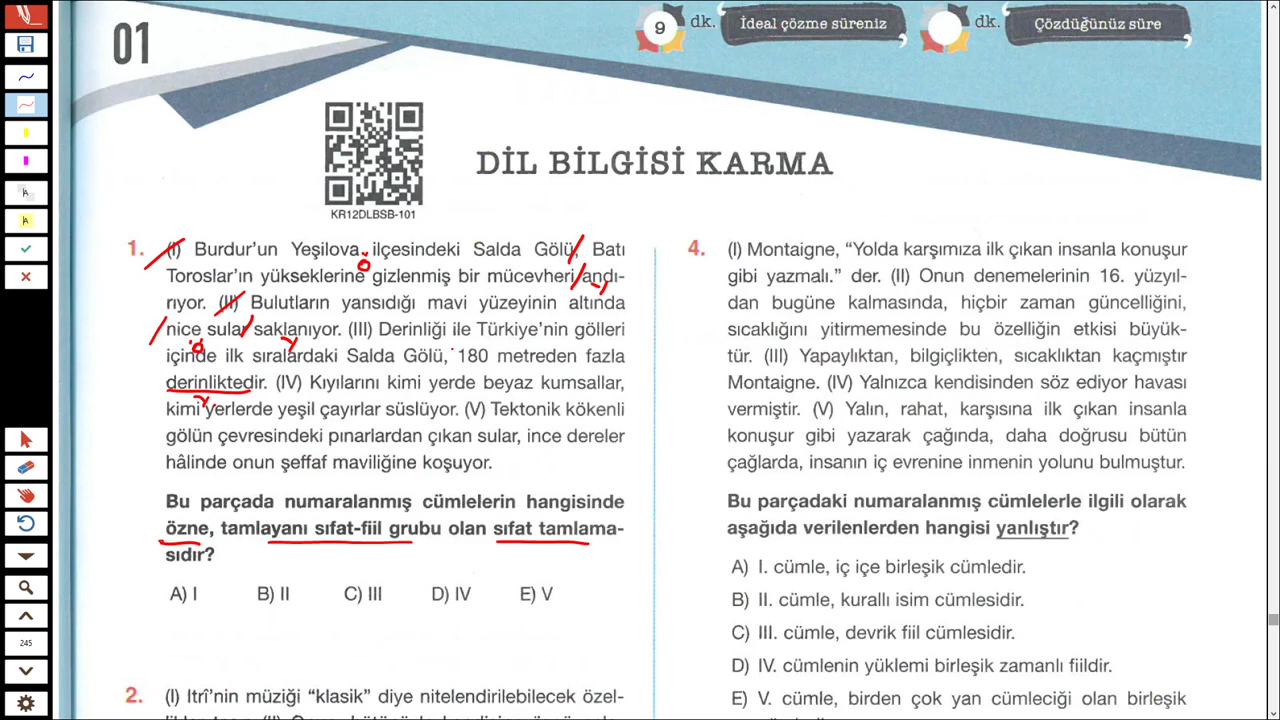 01
9 dk. İdeal çözme süreniz
dk. Çözdüğünüz süre
KR12DLBSB-101
DİL BİLGİSİ KARMA
1. (I) Burdur'un Yeşilova ilçesindeki Salda Gölü, Batı
Toroslar'ın yükseklerine gizlenmiş bir mücevheri andı-
rıyor. (II) Bulutların yansıdığı mavi yüzeyinin altında
nice sular saklanıyor. (III) Derinliği ile Türkiye'nin gölleri
içinde ilk sıralardaki Salda Gölü, 180 metreden fazla
derinliktedir. (IV) Kıyılarını kimi yerde beyaz kumsallar,
kimi yerlerde yeşil çayırlar süslüyor. (V) Tektonik kökenli
gölün çevresindeki pınarlardan çıkan sular, ince dereler
hâlinde onun şeffaf maviliğine koşuyor.
Bu parçada numaralanmış cümlelerin hangisinde
özne, tamlayanı sıfat-fiil grubu olan sıfat tamlama-
sıdır?
A) I B) II C) III D) IV E) V
2. (I) Itrî'nin müziği “klasik” diye nitelendirilebilecek özel-
4. (I) Montaigne, “Yolda karşımıza ilk çıkan insanla konuşur
gibi yazmalı.” der. (II) Onun denemelerinin 16. yüzyıl-
dan bugüne kalmasında, hiçbir zaman güncelliğini,
sıcaklığını yitirmemesinde bu özelliğin etkisi büyük-
tür. (III) Yapaylıktan, bilgiçlikten, sıcaklıktan kaçmıştır
Montaigne. (IV) Yalnızca kendisinden söz ediyor havası
vermiştir. (V) Yalın, rahat, karşısına ilk çıkan insanla
konuşur gibi yazarak çağında, daha doğrusu bütün
çağlarda, insanın iç evrenine inmenin yolunu bulmuştur.
Bu parçadaki numaralanmış cümlelerle ilgili olarak
aşağıda verilenlerden hangisi yanlıştır?
A) I. cümle, iç içe birleşik cümledir.
B) II. cümle, kurallı isim cümlesidir.
C) III. cümle, devrik fiil cümlesidir.
D) IV. cümlenin yüklemi birleşik zamanlı fiildir.
E) V. cümle, birden çok yan cümleciği olan birleşik
245